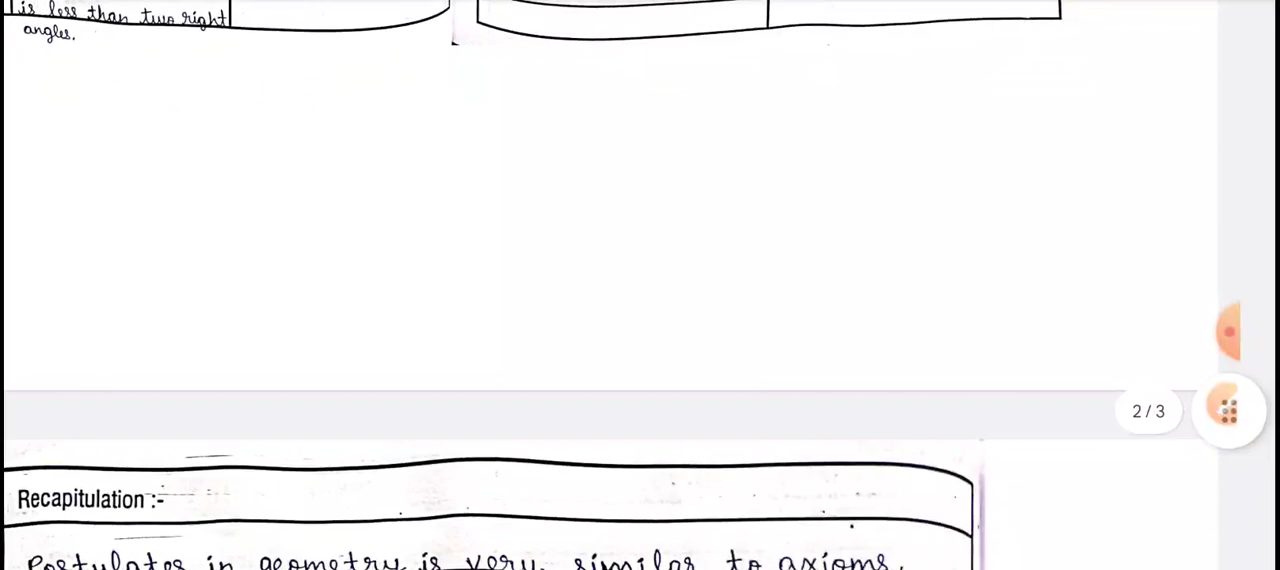 is less than two right
angles.
2 / 3
Recapitulation :-
Postulates in geometry is very similar to axioms,